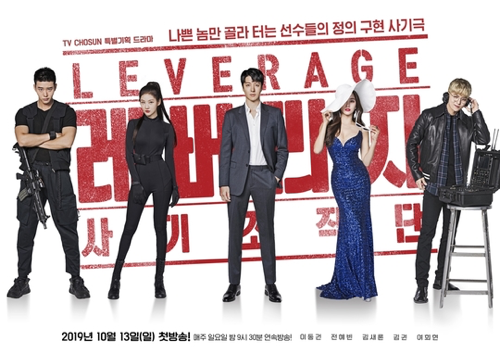 TV CHOSUN 특별기획 드라마
나쁜 놈만 골라 터는 선수들의 정의 구현 사기극
LEVERAGE
레버리지
사기조작단
2019년 10월 13일(일) 첫방송! 매주 일요일 밤 9시 30분 연속방송! 이동건 전혜빈 김새론 김권 여회현